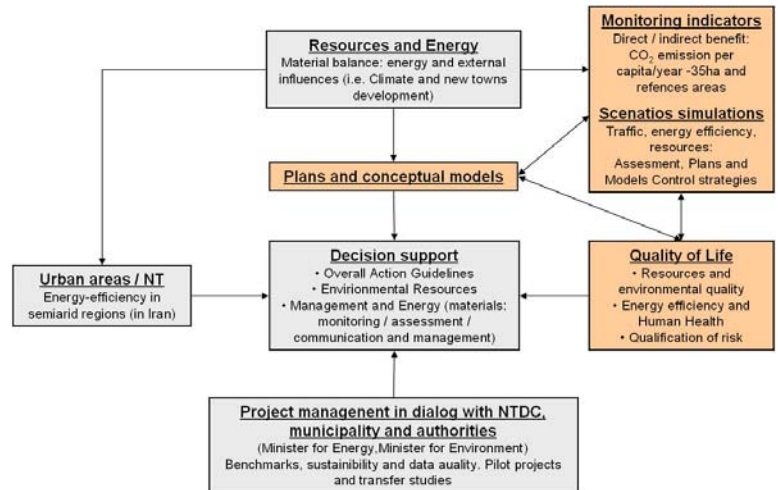 Monitoring indicators
Direct / indirect benefit:
CO₂ emission per
capita/year -35ha and
refences areas
Scenatios simulations
Traffic, energy efficiency,
resources:
Assesment, Plans and
Models Control strategies
Resources and Energy
Material balance: energy and external
influences (i.e. Climate and new towns
development)
Plans and conceptual models
Urban areas / NT
Energy-efficiency in
semiarid regions (in Iran)
Decision support
• Overall Action Guidelines
• Envirionmental Resources
• Management and Energy (materials:
monitoring / assessment /
communication and management)
Quality of Life
• Resources and
environmental quality
• Energy efficiency and
Human Health
• Qualification of risk
Project management in dialog with NTDC,
municipality and authorities
(Minister for Energy,Minister for Environment)
Benchmarks, sustainibility and data auality. Pilot projects
and transfer studies